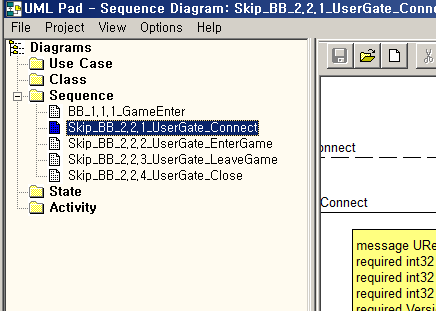 UML Pad - Sequence Diagram: Skip_BB_2,2,1_UserGate_Conne
File Project View Options Help
Diagrams
Use Case
Class
Sequence
BB_1,1,1_GameEnter
Skip_BB_2,2,1_UserGate_Connect
Skip_BB_2,2,2_UserGate_EnterGame
Skip_BB_2,2,3_UserGate_LeaveGame
Skip_BB_2,2,4_UserGate_Close
State
Activity
onnect
Connect
message URe
required int32
required int32
required int32
required Versi